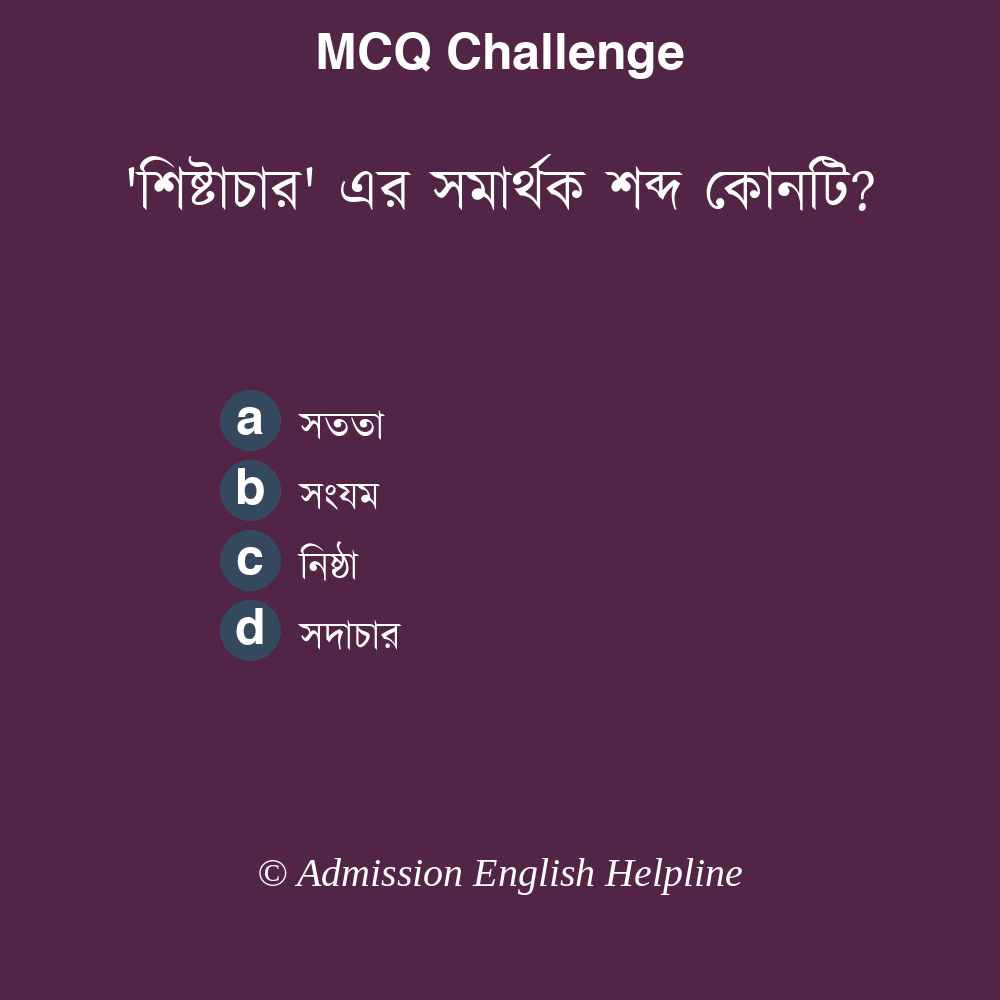 MCQ Challenge
'শিষ্টাচার' এর সমার্থক শব্দ কোনটি?
a সততা
b সংযম
c নিষ্ঠা
d সদাচার
© Admission English Helpline